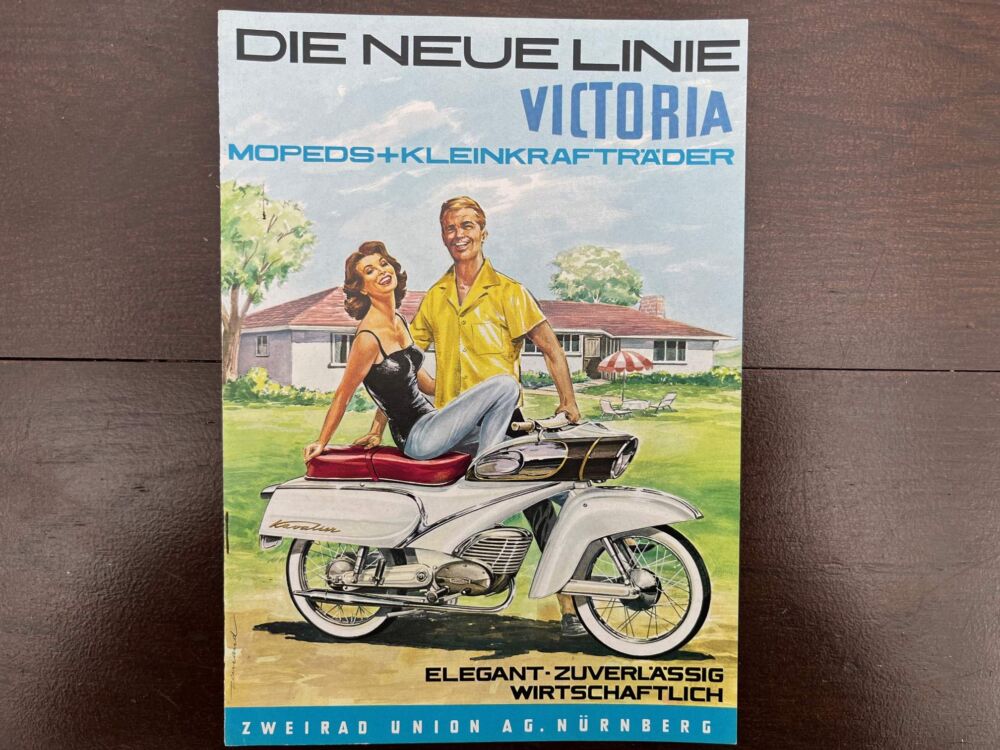 DIE NEUE LINIE
VICTORIA
MOPEDS+KLEINKRAFTRÄDER
Kavalier
ELEGANT·ZUVERLÄSSIG
WIRTSCHAFTLICH
ZWEIRAD UNION AG. NÜRNBERG